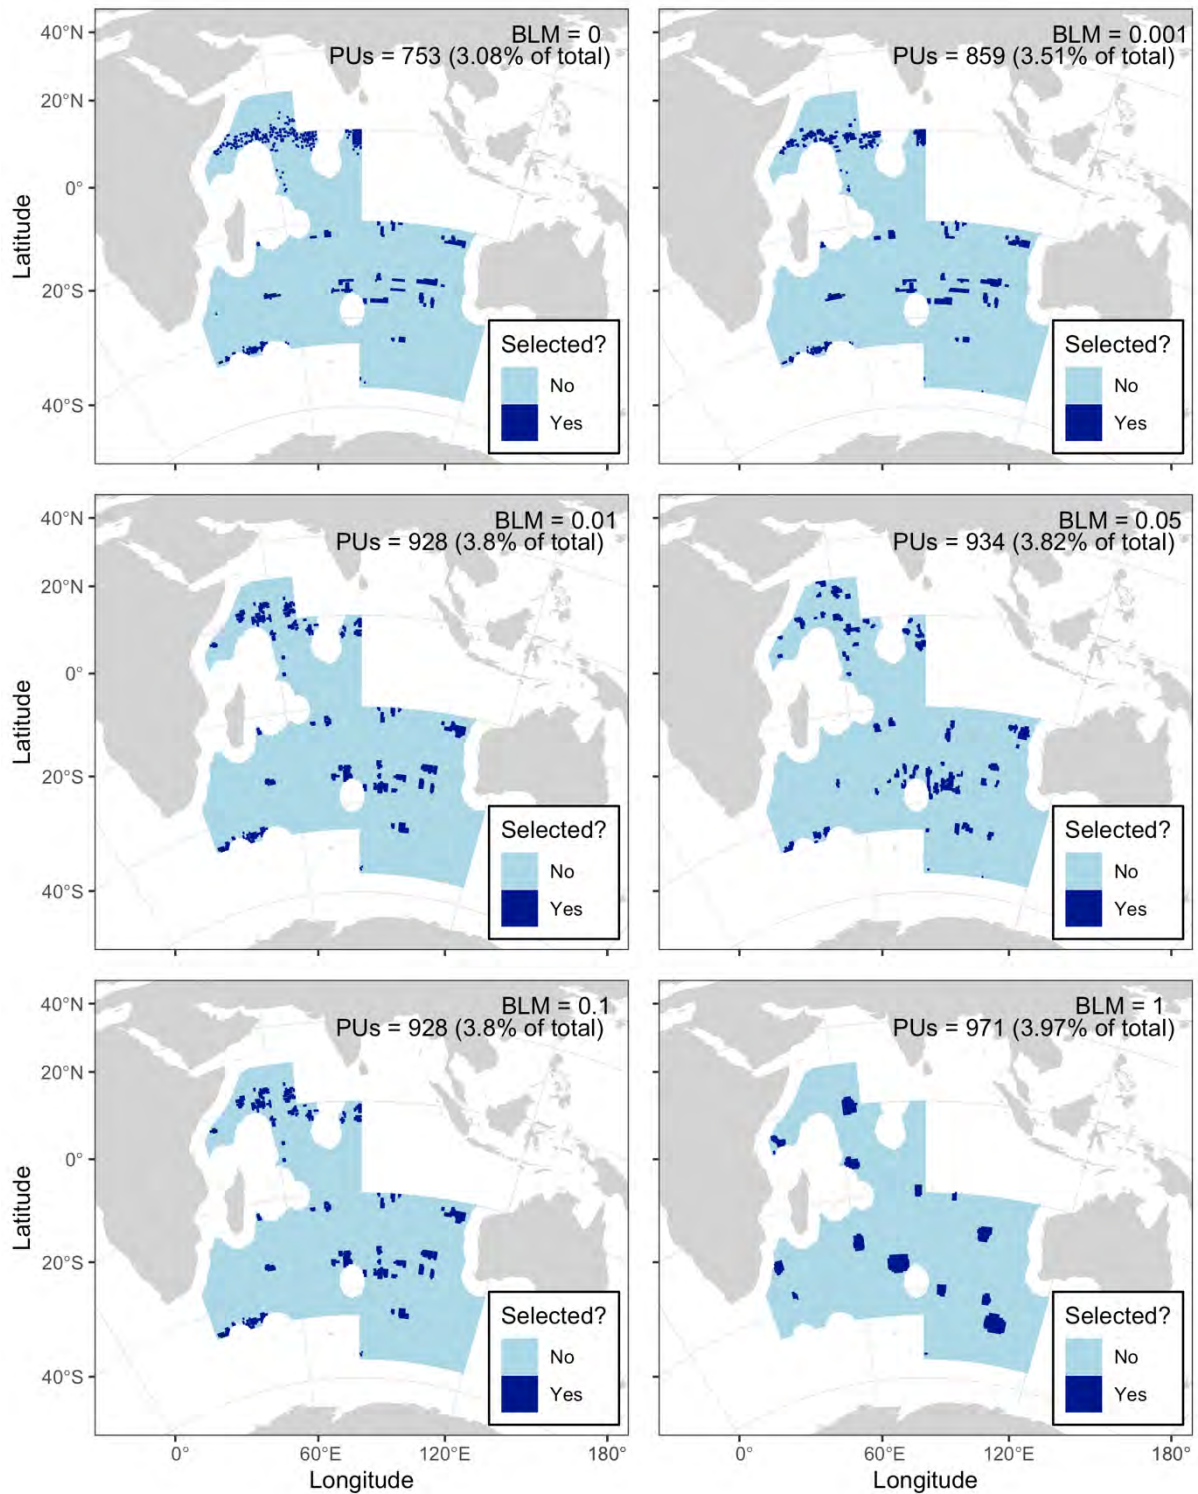 BLM = 0
PUs = 753 (3.08% of total)
40°N
20°N
0°
20°S
40°S
Latitude
Selected?
No
Yes
BLM = 0.001
PUs = 859 (3.51% of total)
Selected?
No
Yes
BLM = 0.01
PUs = 928 (3.8% of total)
40°N
20°N
0°
20°S
40°S
Latitude
Selected?
No
Yes
BLM = 0.05
PUs = 934 (3.82% of total)
Selected?
No
Yes
BLM = 0.1
PUs = 928 (3.8% of total)
40°N
20°N
0°
20°S
40°S
Latitude
Selected?
No
Yes
0° 60°E 120°E 180°
Longitude
BLM = 1
PUs = 971 (3.97% of total)
Selected?
No
Yes
0° 60°E 120°E 180°
Longitude